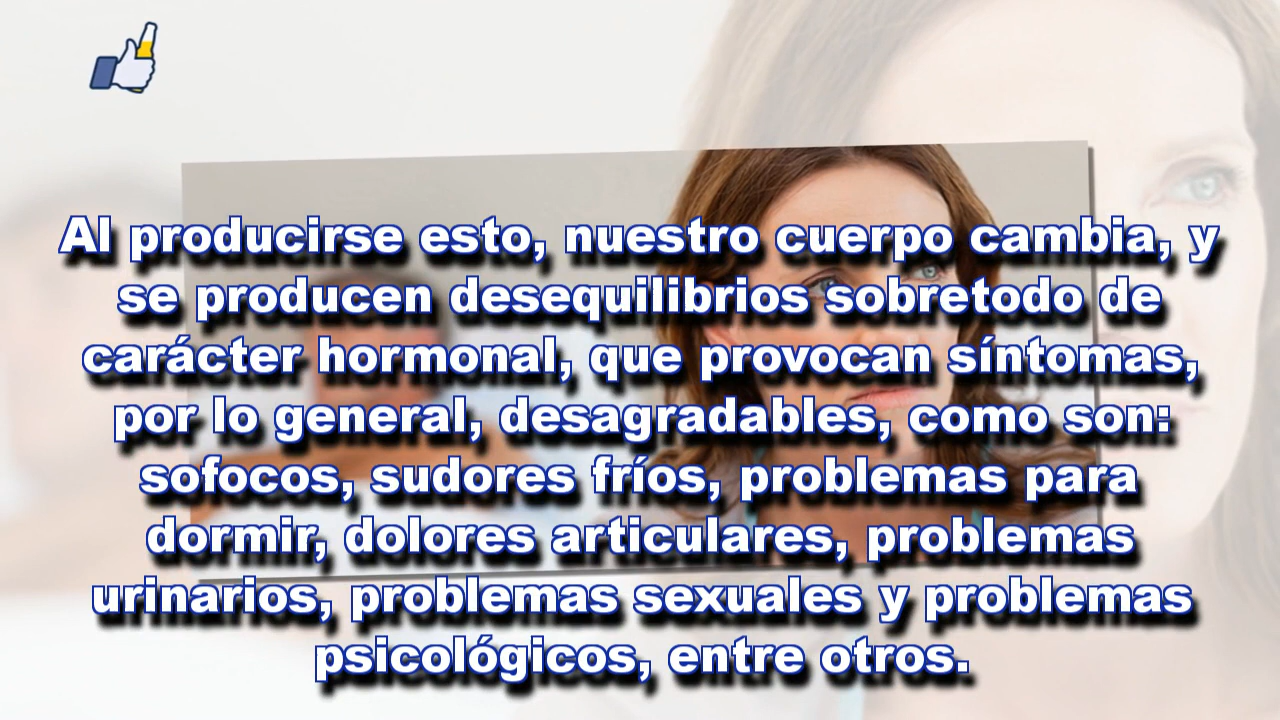 Al producirse esto, nuestro cuerpo cambia, y
se producen desequilibrios sobretodo de
carácter hormonal, que provocan síntomas,
por lo general, desagradables, como son:
sofocos, sudores fríos, problemas para
dormir, dolores articulares, problemas
urinarios, problemas sexuales y problemas
psicológicos, entre otros.